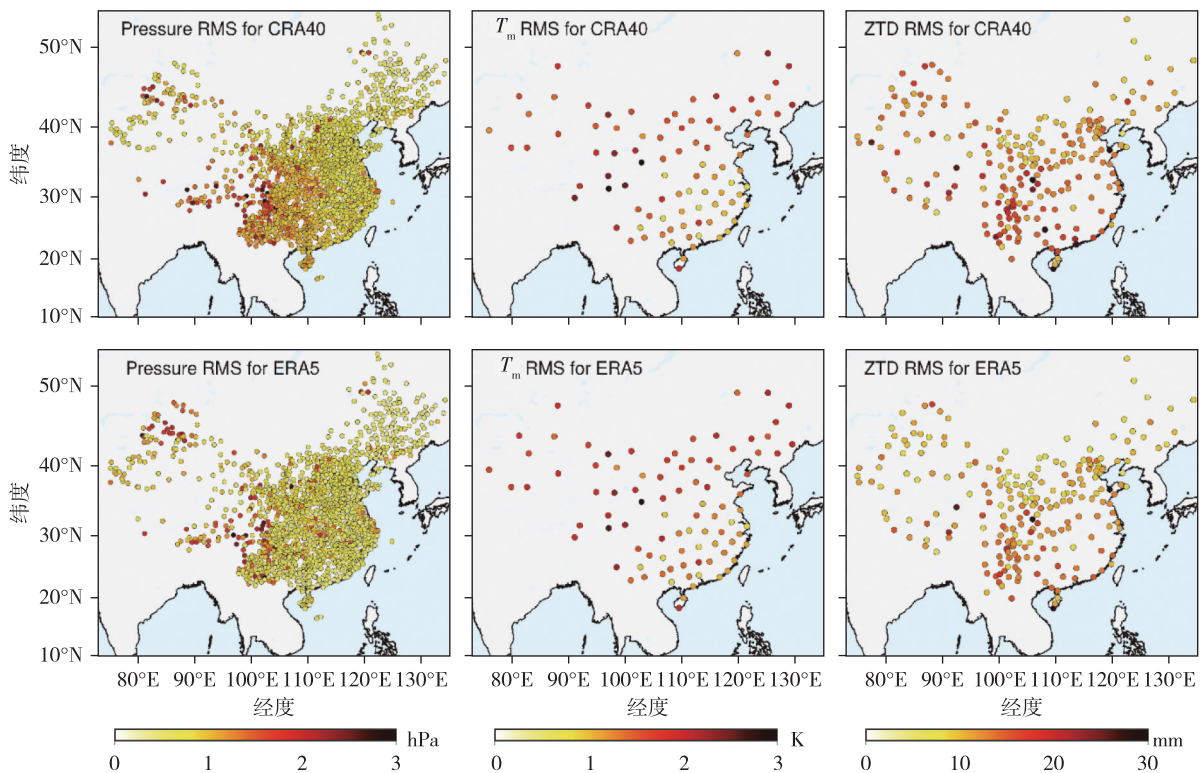 Pressure RMS for CRA40
Tm RMS for CRA40
ZTD RMS for CRA40
50°N
40°N
30°N
20°N
10°N
纬度
Pressure RMS for ERA5
Tm RMS for ERA5
ZTD RMS for ERA5
50°N
40°N
30°N
20°N
10°N
纬度
80°E 90°E 100°E 110°E 120°E 130°E
80°E 90°E 100°E 110°E 120°E 130°E
80°E 90°E 100°E 110°E 120°E 130°E
经度
经度
经度
hPa
K
mm
0 1 2 3
0 1 2 3
0 10 20 30